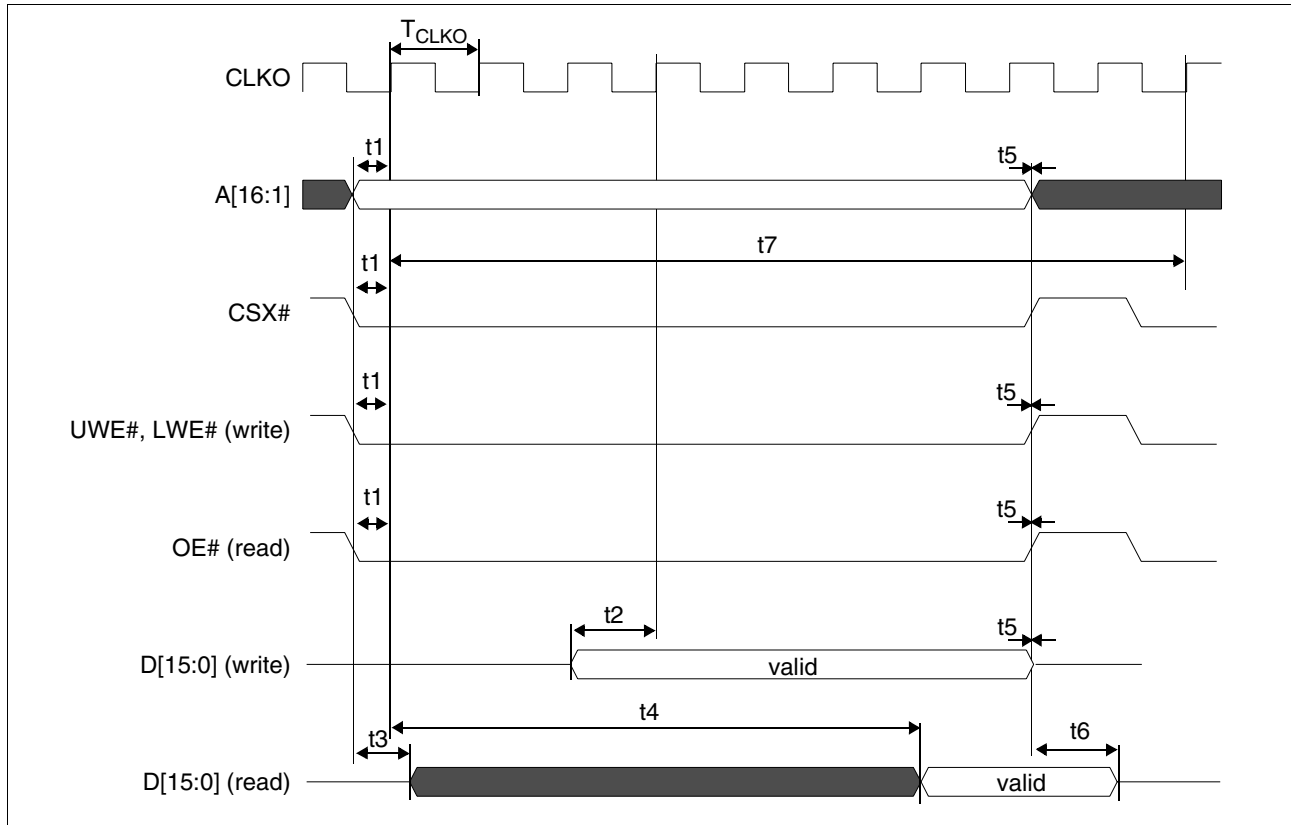 T_CLKO
CLKO
t1
t5
A[16:1]
t7
t1
CSX#
t1
t5
UWE#, LWE# (write)
t1
t5
OE# (read)
t2
t5
D[15:0] (write)
valid
t4
t3
t6
D[15:0] (read)
valid